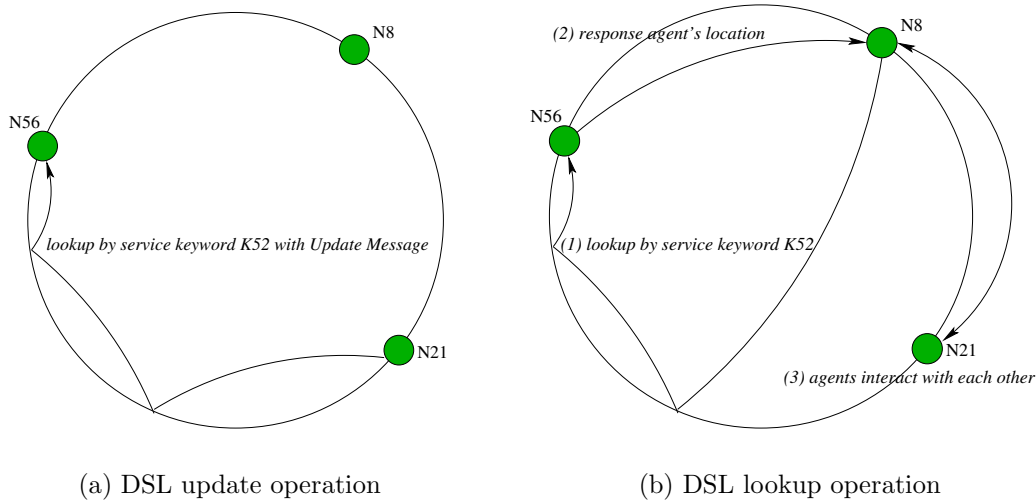 N8
N56
lookup by service keyword K52 with Update Message
N21
(a) DSL update operation
(2) response agent's location
N8
N56
(1) lookup by service keyword K52
N21
(3) agents interact with each other
(b) DSL lookup operation